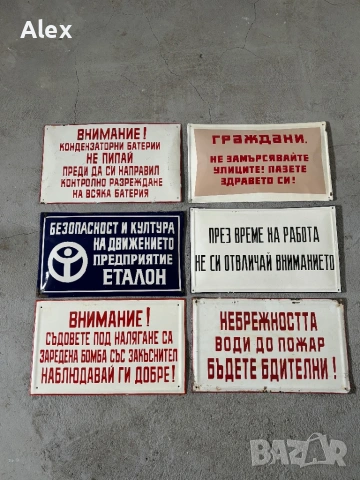 Alex
ВНИМАНИЕ!
КОНДЕНЗАТОРНИ БАТЕРИИ
НЕ ПИПАЙ
ПРЕДИ ДА СИ НАПРАВИЛ
КОНТРОЛНО РАЗРЕЖДАНЕ
НА ВСЯКА БАТЕРИЯ
ГРАЖДАНИ,
НЕ ЗАМЪРСЯВАЙТЕ
УЛИЦИТЕ! ПАЗЕТЕ
ЗДРАВЕТО СИ!
БЕЗОПАСНОСТ И КУЛТУРА
НА ДВИЖЕНИЕТО
ПРЕДПРИЯТИЕ
ЕТАЛОН
ПРЕЗ ВРЕМЕ НА РАБОТА
НЕ СИ ОТВЛИЧАЙ ВНИМАНИЕТО
ВНИМАНИЕ!
СЪДОВЕТЕ ПОД НАЛЯГАНЕ СА
ЗАРЕДЕНА БОМБА СЪС ЗАКЪСНИТЕЛ
НАБЛЮДАВАЙ ГИ ДОБРЕ!
НЕБРЕЖНОСТТА
ВОДИ ДО ПОЖАР
БЪДЕТЕ БДИТЕЛНИ!
BAZAR